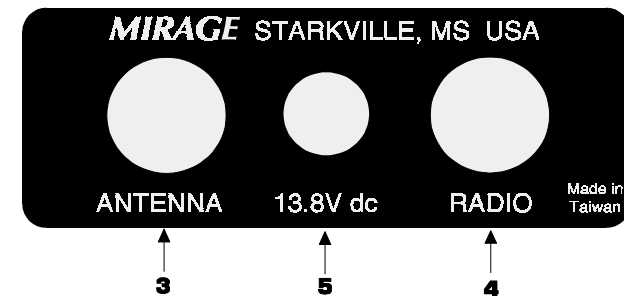 MIRAGE STARKVILLE, MS USA
ANTENNA 13.8V dc RADIO
Made in
Taiwan
3 5 4